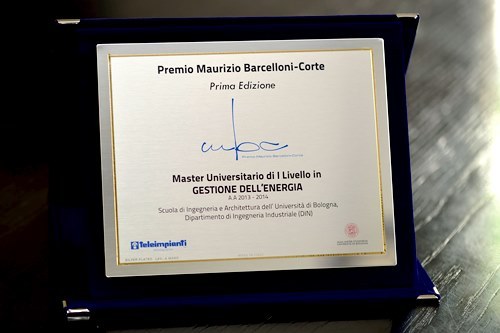 Premio Maurizio Barcelloni-Corte
Prima Edizione
Master Universitario di I Livello in
GESTIONE DELL'ENERGIA
A.A 2013 - 2014
Scuola di Ingegneria e Architettura dell' Università di Bologna,
Dipartimento di Ingegneria Industriale (DIN)
Teleimpianti